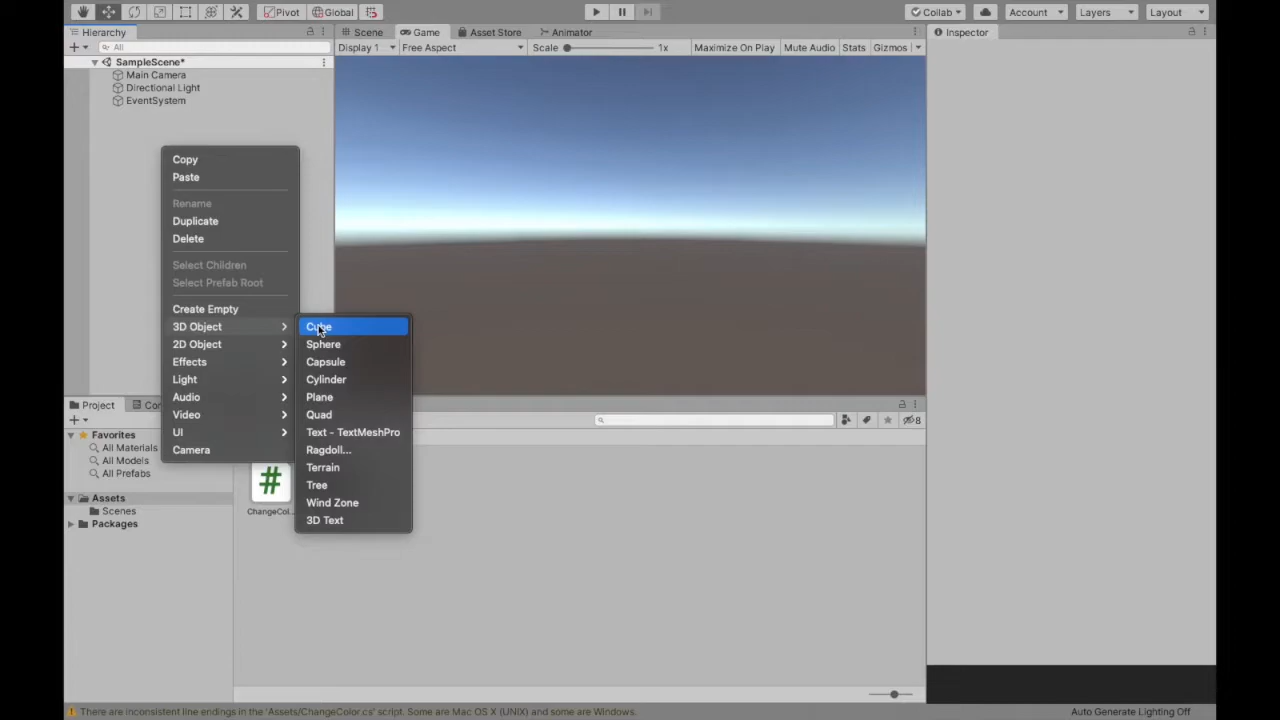 Pivot
Global
Collab
Account
Layers
Layout
Hierarchy
Scene
Game
Asset Store
Animator
Inspector
All
Display 1
Free Aspect
Scale
1x
Maximize On Play
Mute Audio
Stats
Gizmos
SampleScene*
Main Camera
Directional Light
EventSystem
Copy
Paste
Rename
Duplicate
Delete
Select Children
Select Prefab Root
Create Empty
3D Object
2D Object
Effects
Light
Audio
Video
UI
Camera
Cube
Sphere
Capsule
Cylinder
Plane
Quad
Text - TextMeshPro
Ragdoll...
Terrain
Tree
Wind Zone
3D Text
Project
Con
8
Favorites
All Materials
All Models
All Prefabs
Assets
Scenes
Packages
#
ChangeCol...
There are inconsistent line endings in the 'Assets/ChangeColor.cs' script. Some are Mac OS X (UNIX) and some are Windows.
Auto Generate Lighting Off